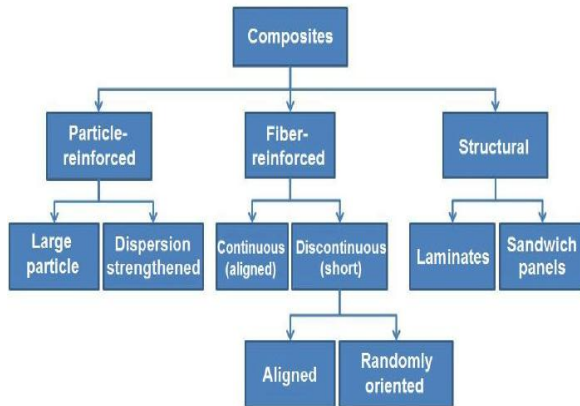 Composites
Particle-
reinforced
Fiber-
reinforced
Structural
Large
particle
Dispersion
strengthened
Continuous
(aligned)
Discontinuous
(short)
Laminates
Sandwich
panels
Aligned
Randomly
oriented